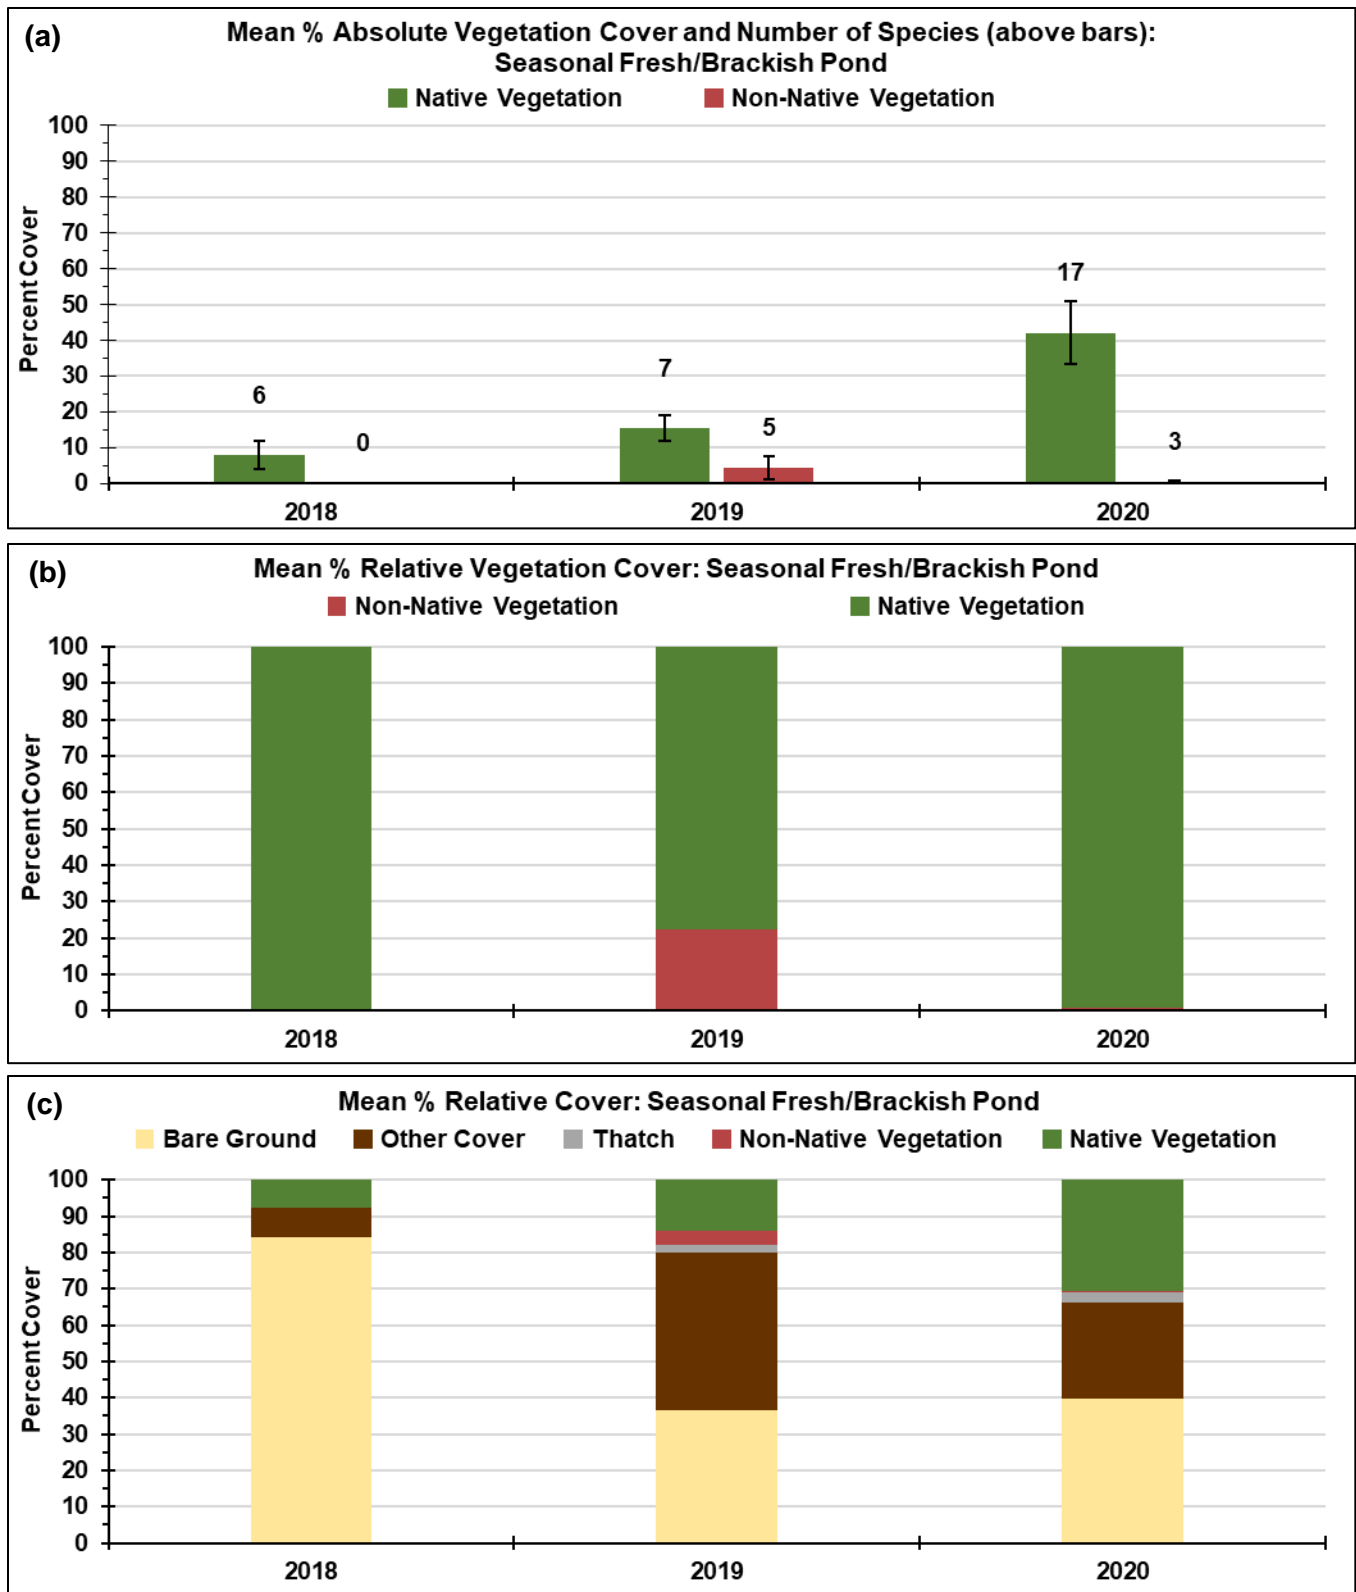 (a)
Mean % Absolute Vegetation Cover and Number of Species (above bars):
Seasonal Fresh/Brackish Pond
Native Vegetation Non-Native Vegetation
Percent Cover
100
90
80
70
60
50
40
30
20
10
0
6
0
7
5
17
3
2018 2019 2020
(b)
Mean % Relative Vegetation Cover: Seasonal Fresh/Brackish Pond
Non-Native Vegetation Native Vegetation
Percent Cover
100
90
80
70
60
50
40
30
20
10
0
2018 2019 2020
(c)
Mean % Relative Cover: Seasonal Fresh/Brackish Pond
Bare Ground Other Cover Thatch Non-Native Vegetation Native Vegetation
Percent Cover
100
90
80
70
60
50
40
30
20
10
0
2018 2019 2020